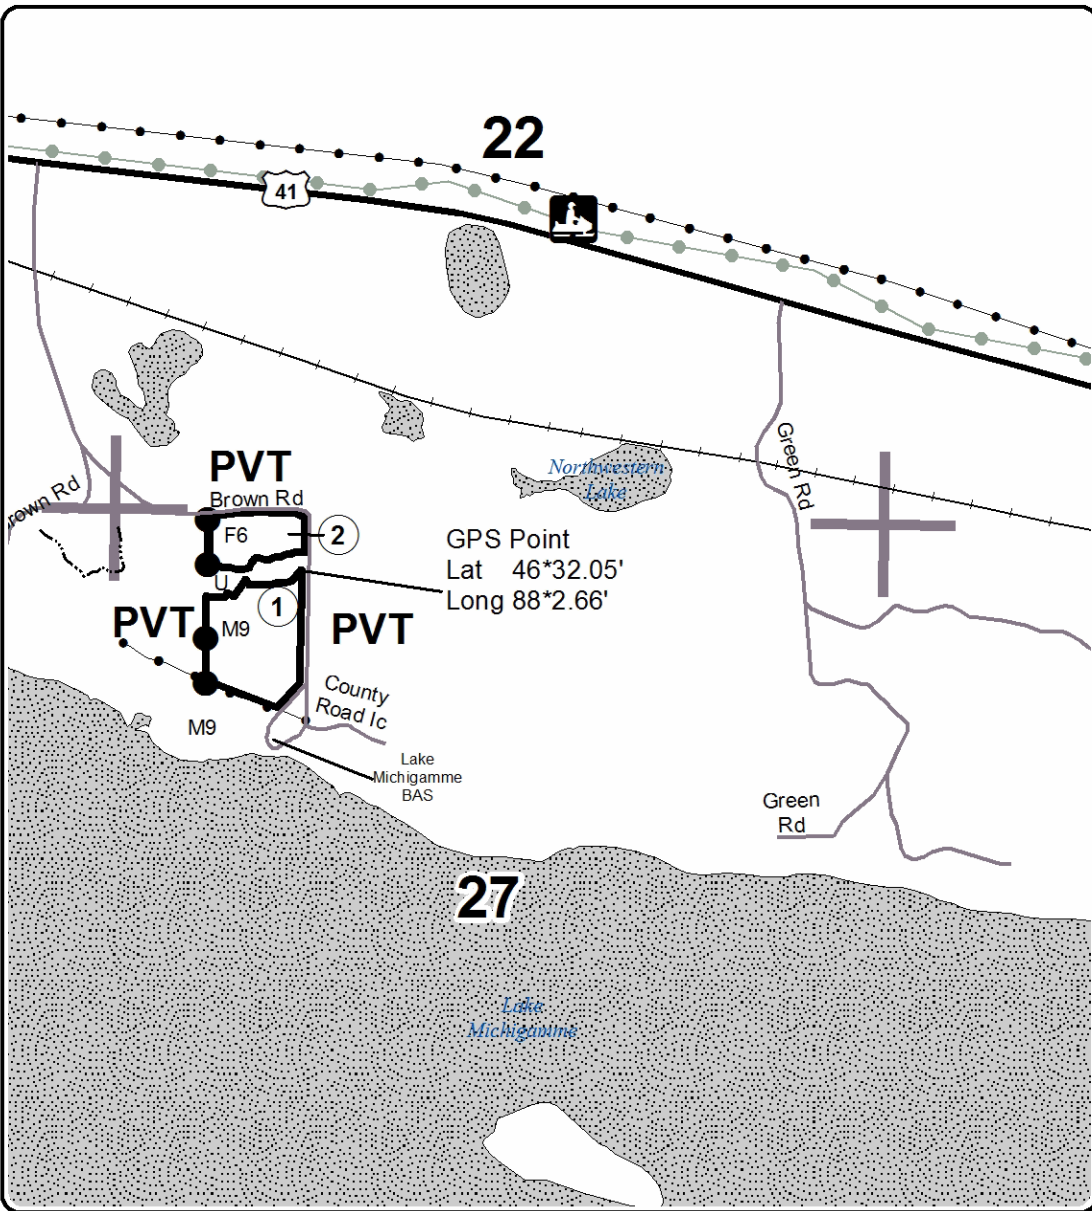 22
41
Green Rd
PVT
Northwestern
Lake
Brown Rd
rown Rd
F6
2
GPS Point
Lat 46*32.05'
Long 88*2.66'
U
1
PVT
M9
PVT
County
Road Ic
M9
Lake
Michigamme
BAS
Green
Rd
27
Lake
Michigamme